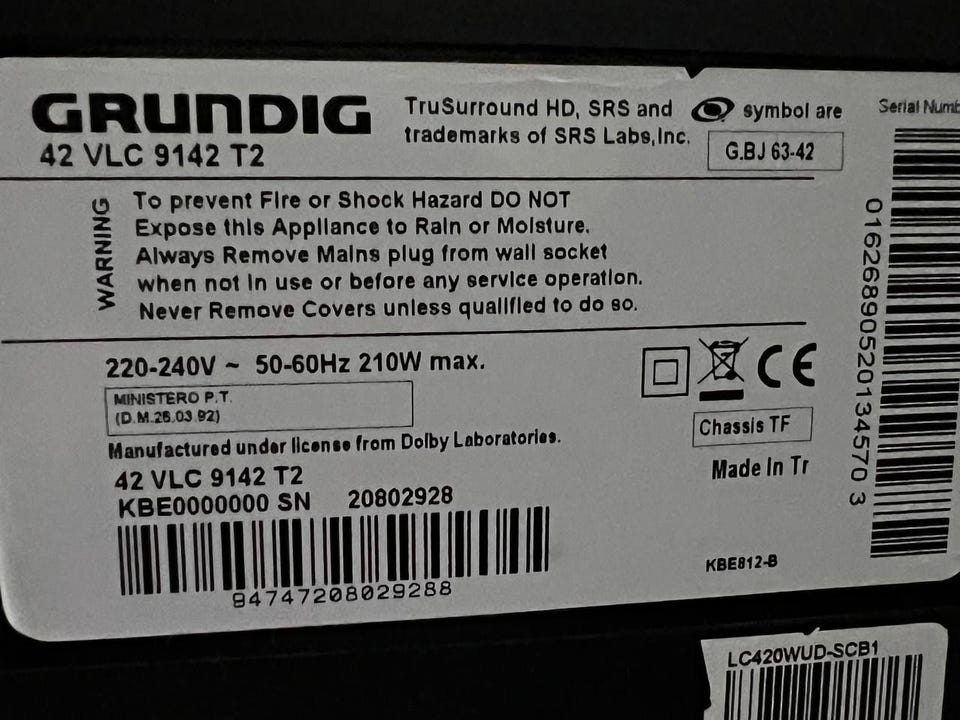 GRUNDIG
42 VLC 9142 T2
TruSurround HD, SRS and symbol are
trademarks of SRS Labs,Inc.
G.BJ 63-42
Serial Numb
WARNING
To prevent Fire or Shock Hazard DO NOT
Expose this Appliance to Rain or Moisture.
Always Remove Mains plug from wall socket
when not in use or before any service operation.
Never Remove Covers unless qualified to do so.
220-240V ~ 50-60Hz 210W max.
MINISTERO P.T.
(D.M.26.03.92)
Manufactured under license from Dolby Laboratories.
CE
Chassis TF
Made In Tr
42 VLC 9142 T2
KBE0000000 SN 20802928
94747208029288
KBE812-B
01626890520134570 3
LC420WUD-SCB1